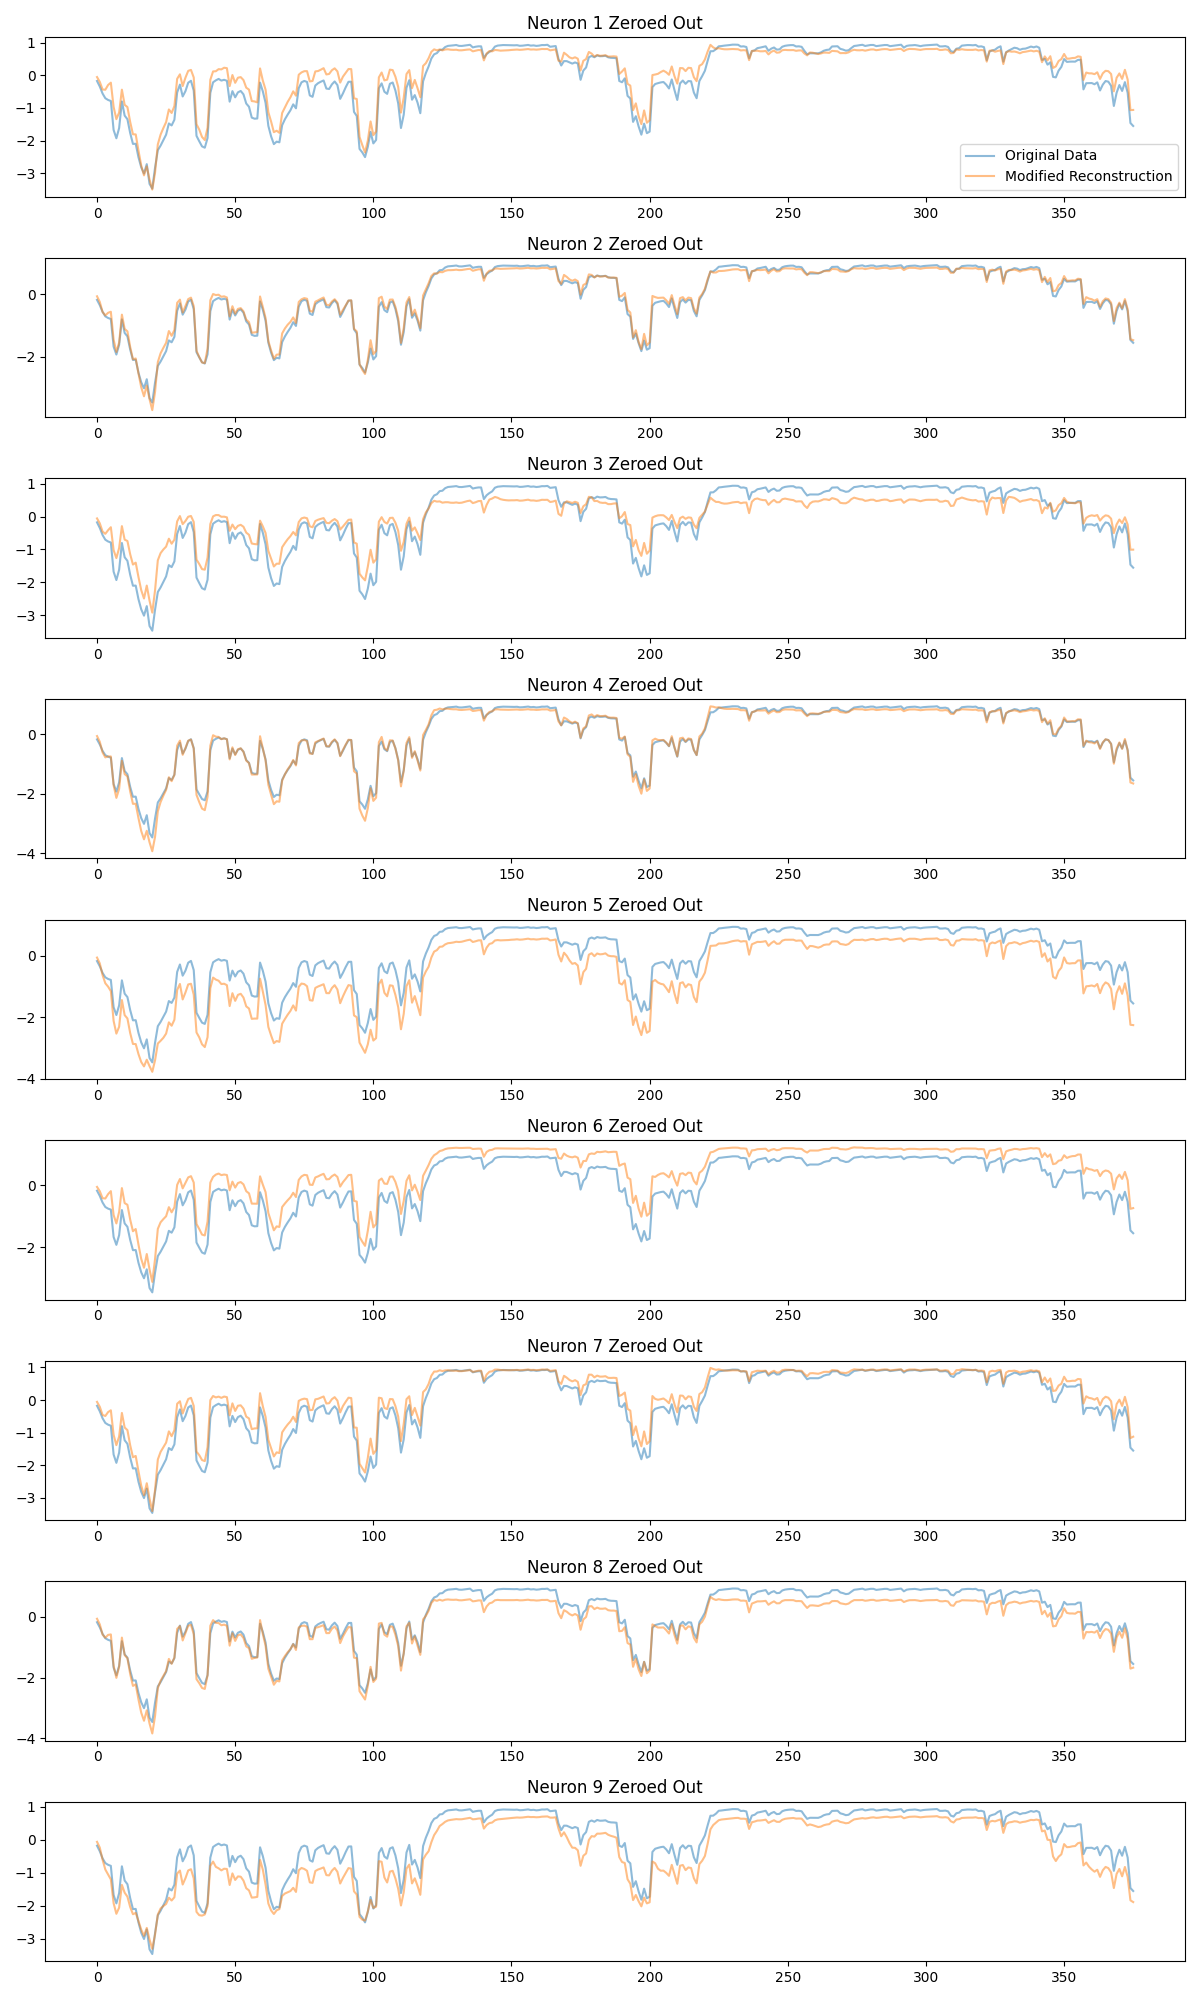 Neuron 1 Zeroed Out
1
0
−1
−2
−3
Original Data
Modified Reconstruction
0 50 100 150 200 250 300 350
Neuron 2 Zeroed Out
0
−2
0 50 100 150 200 250 300 350
Neuron 3 Zeroed Out
1
0
−1
−2
−3
0 50 100 150 200 250 300 350
Neuron 4 Zeroed Out
0
−2
−4
0 50 100 150 200 250 300 350
Neuron 5 Zeroed Out
0
−2
−4
0 50 100 150 200 250 300 350
Neuron 6 Zeroed Out
0
−2
0 50 100 150 200 250 300 350
Neuron 7 Zeroed Out
1
0
−1
−2
−3
0 50 100 150 200 250 300 350
Neuron 8 Zeroed Out
0
−2
−4
0 50 100 150 200 250 300 350
Neuron 9 Zeroed Out
1
0
−1
−2
−3
0 50 100 150 200 250 300 350